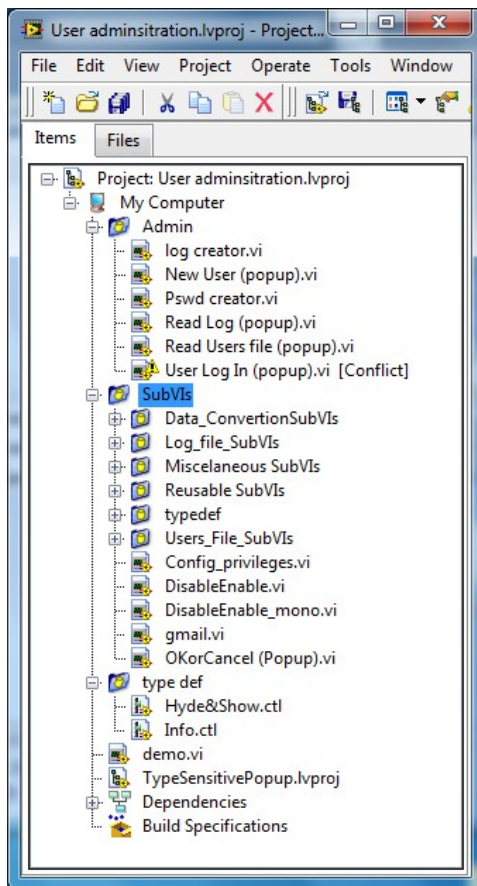 User adminsitration.lvproj - Project...
File Edit View Project Operate Tools Window
Items Files
Project: User adminsitration.lvproj
My Computer
Admin
log creator.vi
New User (popup).vi
Pswd creator.vi
Read Log (popup).vi
Read Users file (popup).vi
User Log In (popup).vi [Conflict]
SubVIs
Data_ConvertionSubVIs
Log_file_SubVIs
Miscelaneous SubVIs
Reusable SubVIs
typedef
Users_File_SubVIs
Config_privileges.vi
DisableEnable.vi
DisableEnable_mono.vi
gmail.vi
OKorCancel (Popup).vi
type def
Hyde&Show.ctl
Info.ctl
demo.vi
TypeSensitivePopup.lvproj
Dependencies
Build Specifications